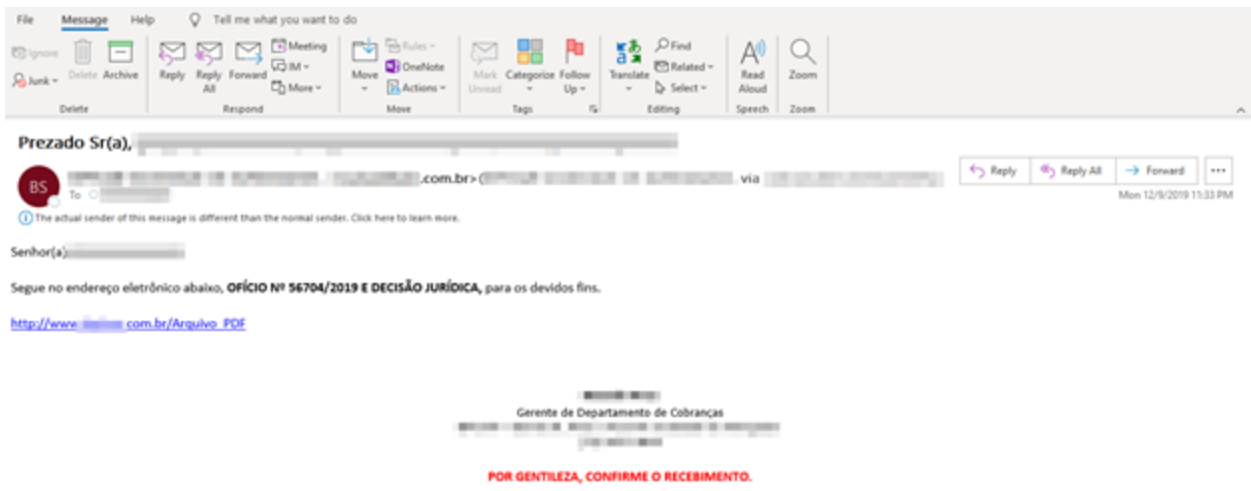 File Message Help Tell me what you want to do
Ignore
Junk
Delete
Archive
Reply
Reply All
Forward
Meeting
IM
More
Move
Rules
OneNote
Actions
Mark Unread
Categorize
Follow Up
Translate
Find
Related
Select
Read Aloud
Zoom
Delete Respond Move Tags Editing Speech Zoom
Prezado Sr(a),
BS
.com.br>( via
To
Reply Reply All Forward
Mon 12/9/2019 11:33 PM
The actual sender of this message is different than the normal sender. Click here to learn more.
Senhor(a)
Segue no endereço eletrônico abaixo, OFÍCIO Nº 56704/2019 E DECISÃO JURÍDICA, para os devidos fins.
http://www. com.br/Arquivo_PDF
Gerente de Departamento de Cobranças
POR GENTILEZA, CONFIRME O RECEBIMENTO.